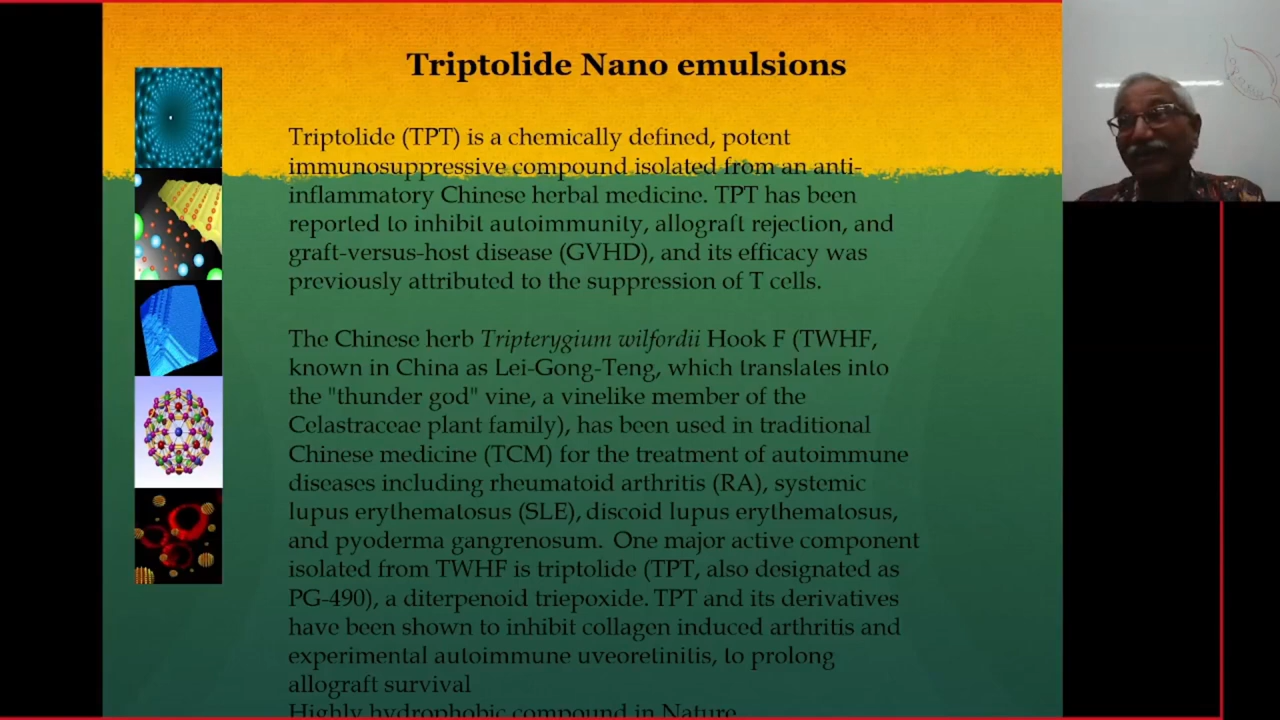 Triptolide Nano emulsions
Triptolide (TPT) is a chemically defined, potent
immunosuppressive compound isolated from an anti-
inflammatory Chinese herbal medicine. TPT has been
reported to inhibit autoimmunity, allograft rejection, and
graft-versus-host disease (GVHD), and its efficacy was
previously attributed to the suppression of T cells.
The Chinese herb Tripterygium wilfordii Hook F (TWHF,
known in China as Lei-Gong-Teng, which translates into
the "thunder god" vine, a vinelike member of the
Celastraceae plant family), has been used in traditional
Chinese medicine (TCM) for the treatment of autoimmune
diseases including rheumatoid arthritis (RA), systemic
lupus erythematosus (SLE), discoid lupus erythematosus,
and pyoderma gangrenosum. One major active component
isolated from TWHF is triptolide (TPT, also designated as
PG-490), a diterpenoid triepoxide. TPT and its derivatives
have been shown to inhibit collagen induced arthritis and
experimental autoimmune uveoretinitis, to prolong
allograft survival
Highly hydrophobic compound in Nature